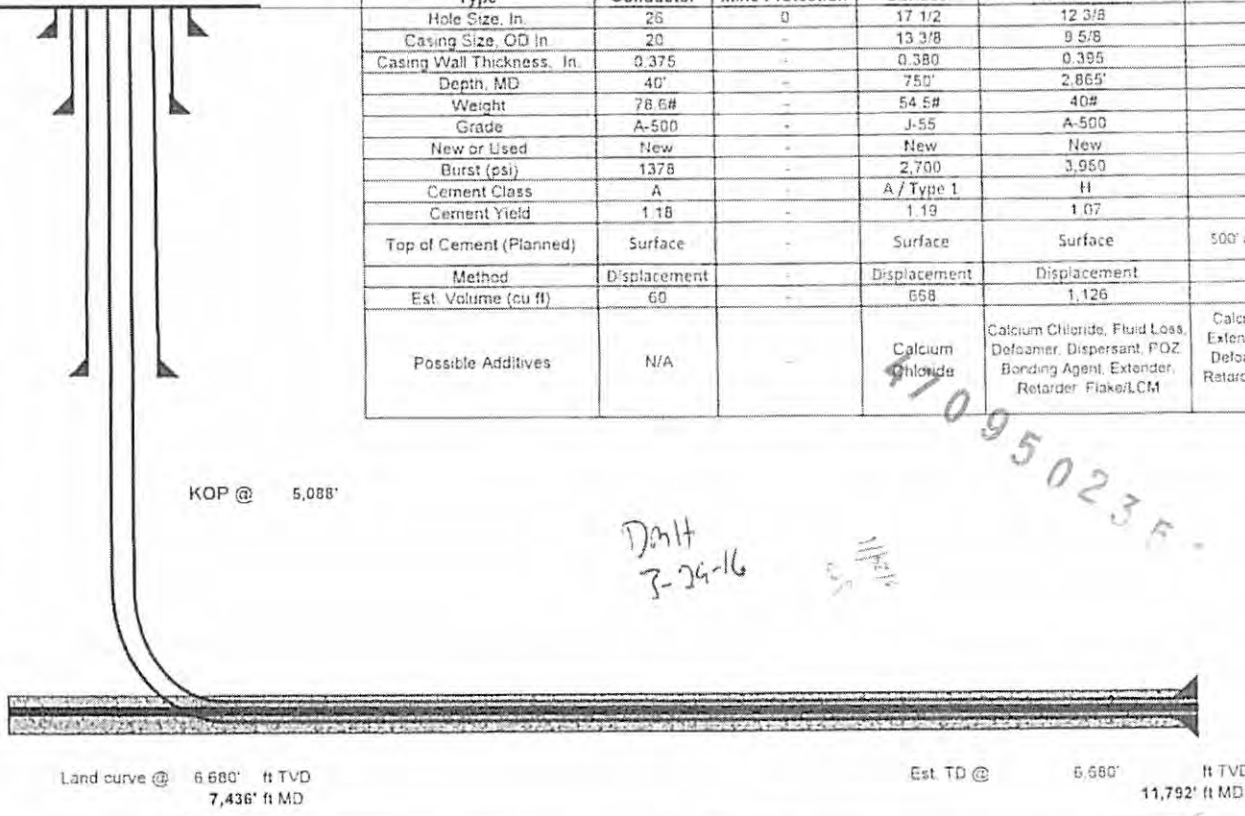 Hole Size, In. 26 0 17 1/2 12 3/8
Casing Size, OD In 20 - 13 3/8 9 5/8
Casing Wall Thickness, In. 0.375 - 0.380 0.395
Depth, MD 40' - 750' 2,865'
Weight 78.6# - 54.5# 40#
Grade A-500 - J-55 A-500
New or Used New - New New
Burst (psi) 1378 - 2,700 3,950
Cement Class A - A / Type 1 H
Cement Yield 1.18 - 1.19 1.07
Top of Cement (Planned) Surface - Surface Surface 500'
Method Displacement - Displacement Displacement
Est. Volume (cu ft) 60 - 658 1,126
Possible Additives N/A - Calcium Chloride
Calcium Chloride, Fluid Loss,
Defoamer, Dispersant, POZ
Bonding Agent, Extender,
Retarder, Flake/LCM
KOP @ 5,088'
3-29-16
Land curve @ 6,680' ft TVD
7,436' ft MD
Est. TD @ 6,680' ft TVD
11,792' ft MD